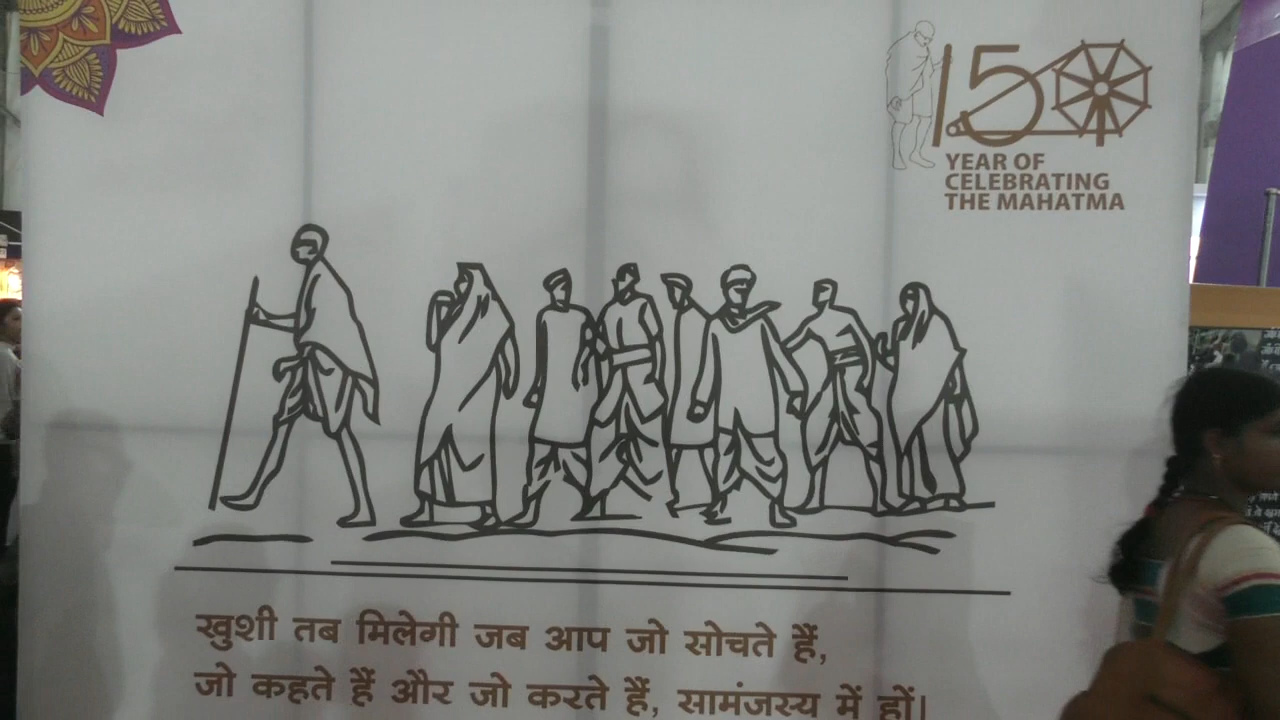 150
YEAR OF
CELEBRATING
THE MAHATMA
खुशी तब मिलेगी जब आप जो सोचते हैं,
जो कहते हैं और जो करते हैं, सामंजस्य में हों।